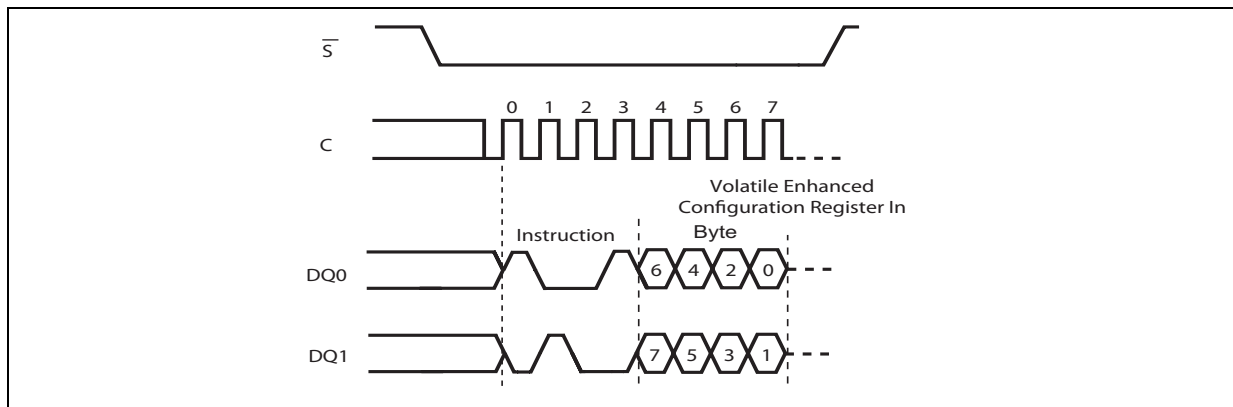 S
0 1 2 3 4 5 6 7
C
Volatile Enhanced
Configuration Register In
Instruction Byte
DQ0 6 4 2 0
DQ1 7 5 3 1